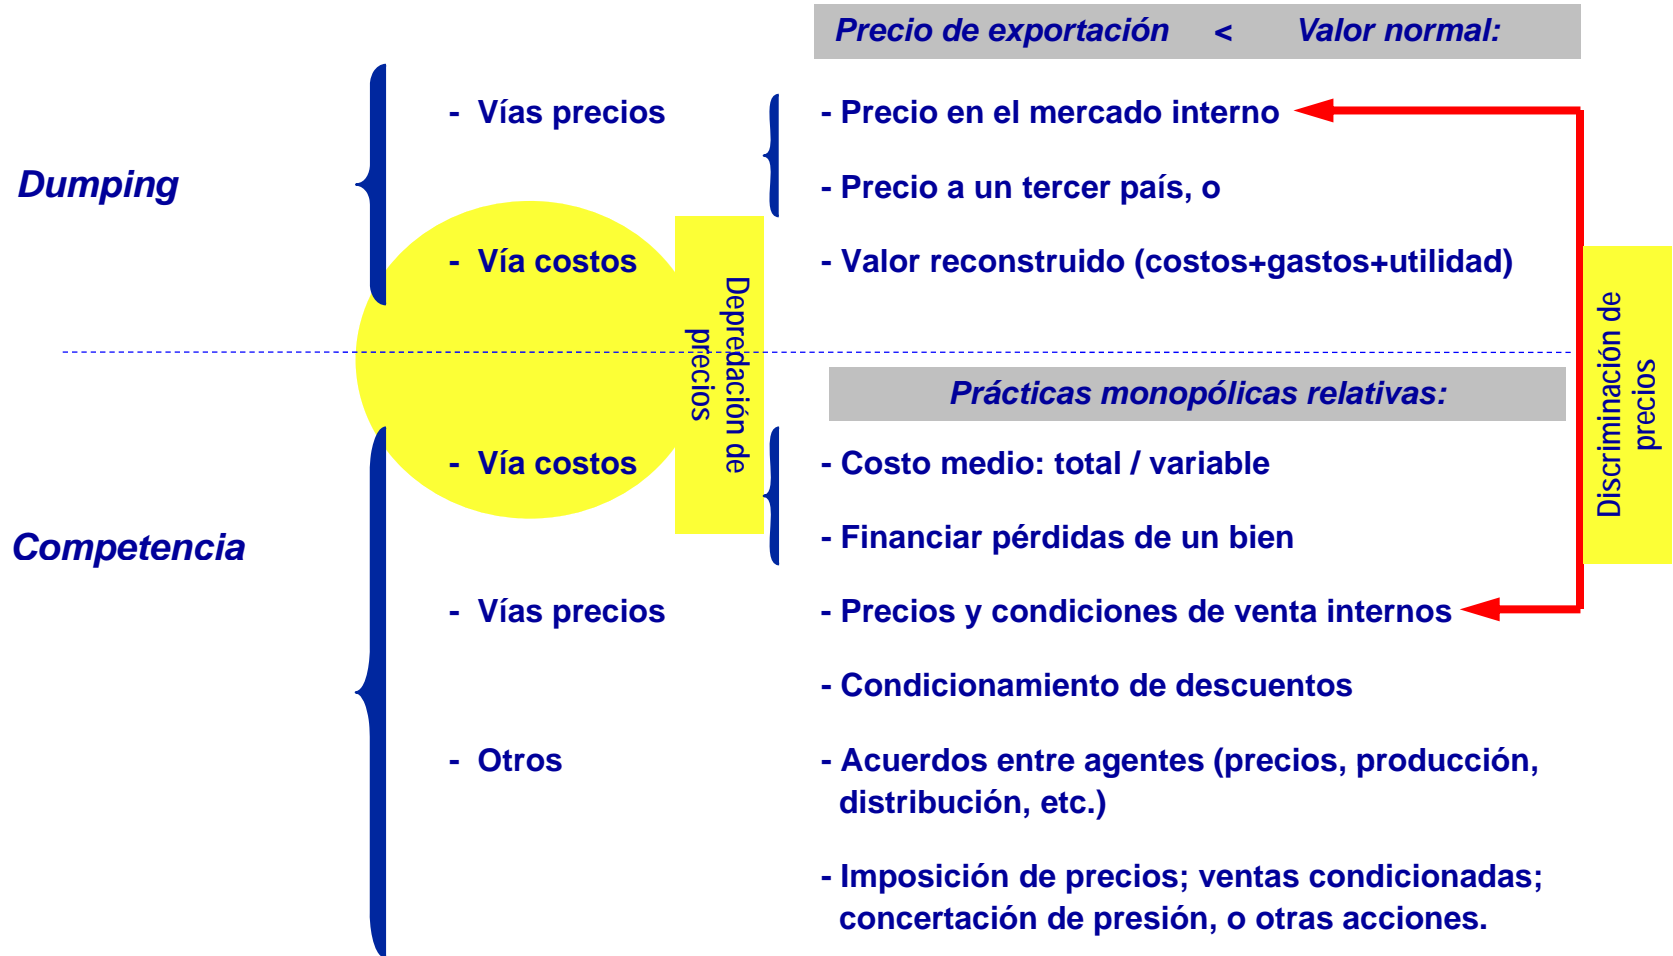 Precio de exportación < Valor normal:
Dumping
- Vías precios
- Precio en el mercado interno
- Precio a un tercer país, o
- Vía costos
- Valor reconstruido (costos+gastos+utilidad)
Depredación de
precios
Discriminación de
precios
Prácticas monopólicas relativas:
Competencia
- Vía costos
- Costo medio: total / variable
- Financiar pérdidas de un bien
- Vías precios
- Precios y condiciones de venta internos
- Condicionamiento de descuentos
- Otros
- Acuerdos entre agentes (precios, producción,
distribución, etc.)
- Imposición de precios; ventas condicionadas;
concertación de presión, o otras acciones.